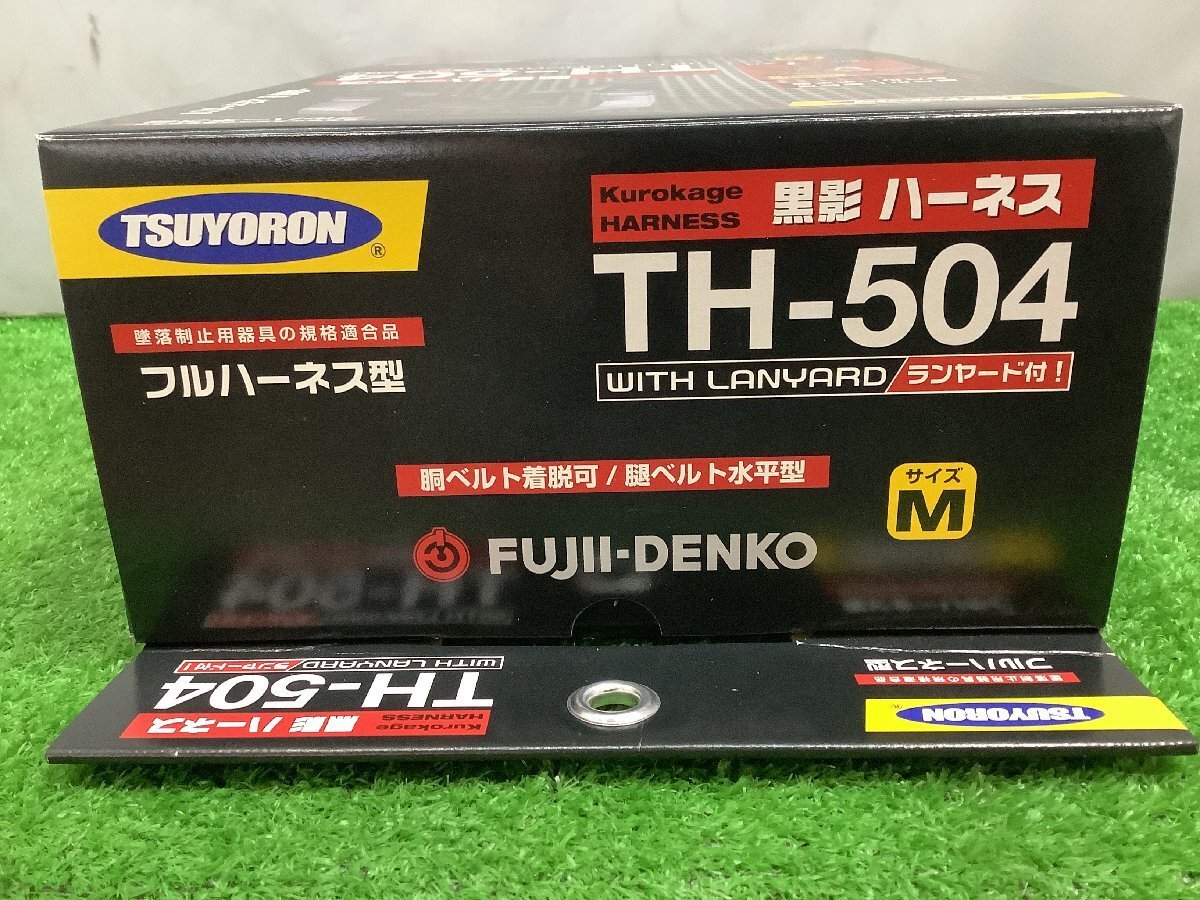 TH-504
TSUYORON
®
Kurokage
HARNESS
黒影 ハーネス
TH-504
WITH LANYARD
ランヤード付!
墜落制止用器具の規格適合品
フルハーネス型
胴ベルト着脱可 / 腿ベルト水平型
サイズ
M
FUJII-DENKO
Kurokage
HARNESS
黒影 ハーネス
TH-504
WITH LANYARD
ランヤード付!
TSUYORON
®
墜落制止用器具の規格適合品
フルハーネス型